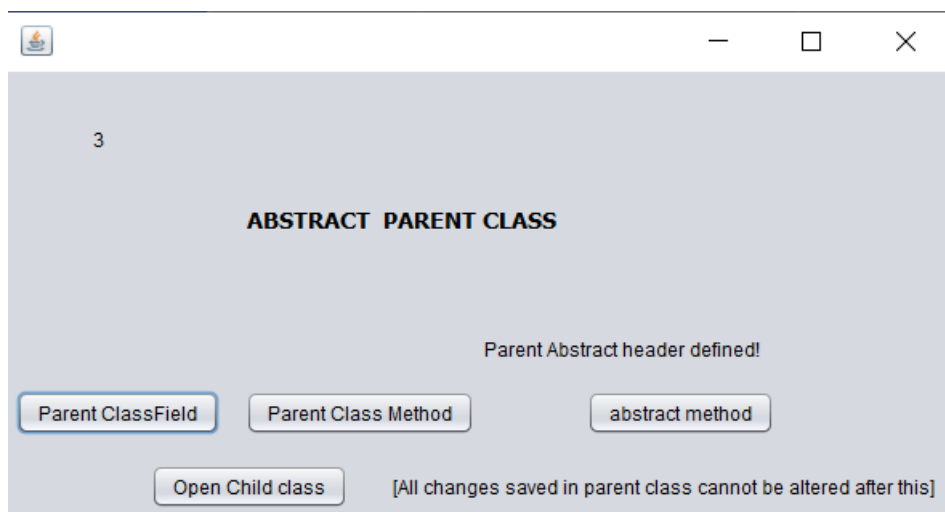 3
ABSTRACT  PARENT CLASS
Parent Abstract header defined!
Parent ClassField
Parent Class Method
abstract method
Open Child class
[All changes saved in parent class cannot be altered after this]